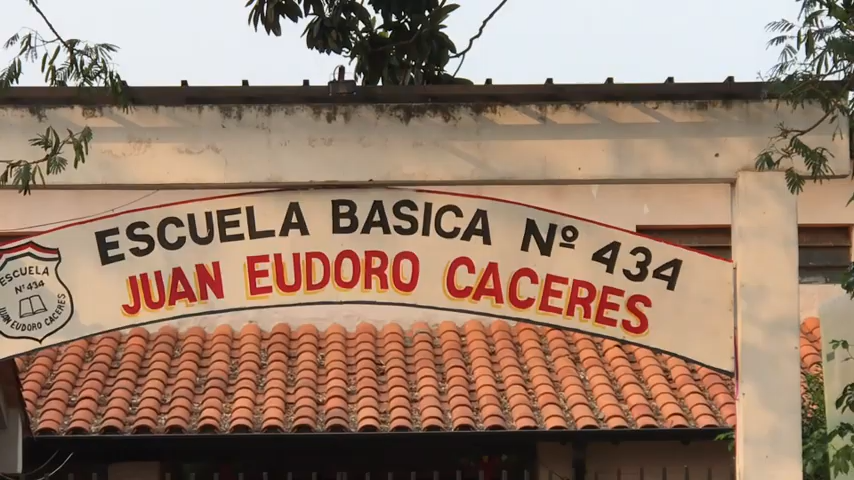 ESCUELA BASICA Nº 434
JUAN EUDORO CACERES
ESCUELA
Nº 434
JUAN EUDORO CACERES